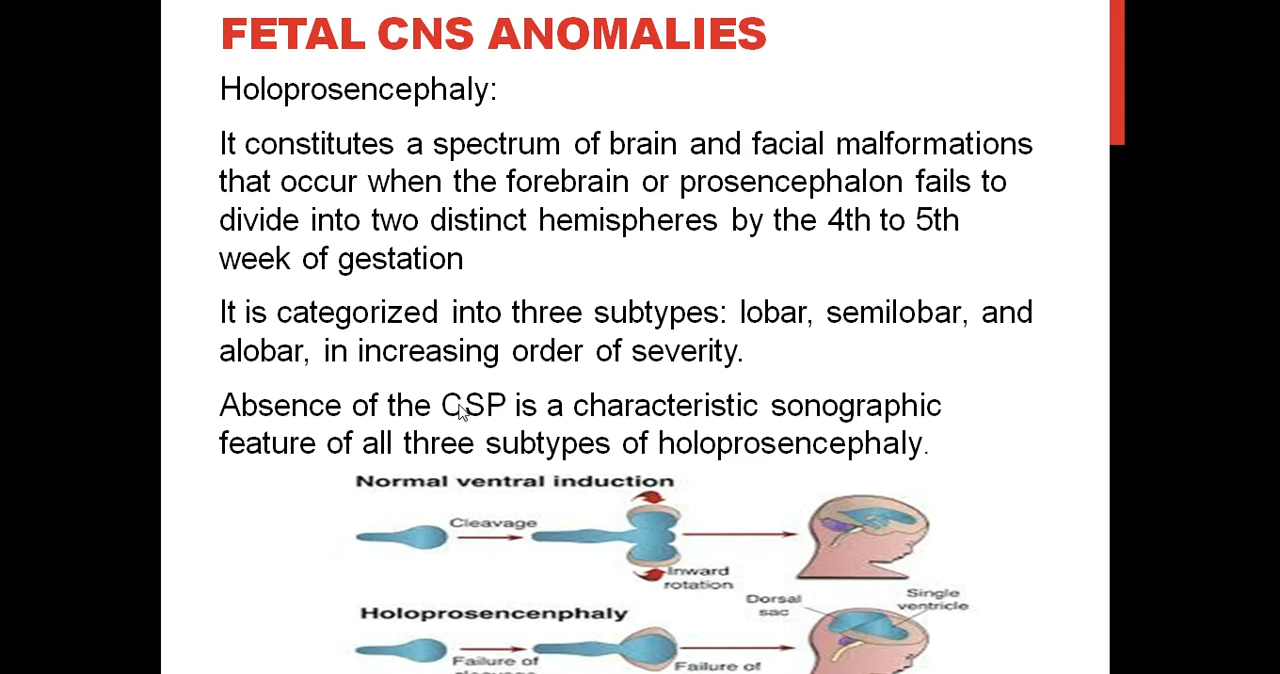 FETAL CNS ANOMALIES
Holoprosencephaly:
It constitutes a spectrum of brain and facial malformations
that occur when the forebrain or prosencephalon fails to
divide into two distinct hemispheres by the 4th to 5th
week of gestation
It is categorized into three subtypes: lobar, semilobar, and
alobar, in increasing order of severity.
Absence of the CSP is a characteristic sonographic
feature of all three subtypes of holoprosencephaly.
Normal ventral induction
Cleavage
Inward
rotation
Holoprosencenphaly
Dorsal
sac
Single
ventricle
Failure of
Failure of